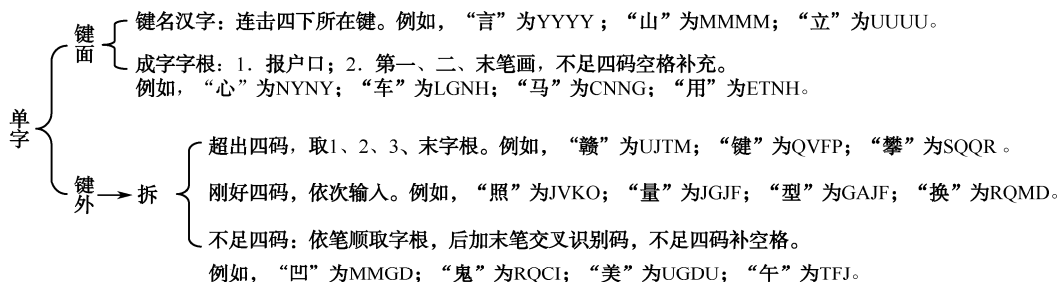 键名汉字：连击四下所在键。例如，“言”为YYYY；“山”为MMMM；“立”为UUUU。
键面
成字字根：1．报户口；2．第一、二、末笔画，不足四码空格补充。
例如，“心”为NYNY；“车”为LGNH；“马”为CNNG；“用”为ETNH。
单字
超出四码，取1、2、3、末字根。例如，“赣”为UJTM；“键”为QVFP；“攀”为SQQR 。
键外
拆
刚好四码，依次输入。例如，“照”为JVKO；“量”为JGJF；“型”为GAJF；“换”为RQMD。
不足四码：依笔顺取字根，后加末笔交叉识别码，不足四码补空格。
例如，“凹”为MMGD；“鬼”为RQCI；“美”为UGDU；“午”为TFJ。